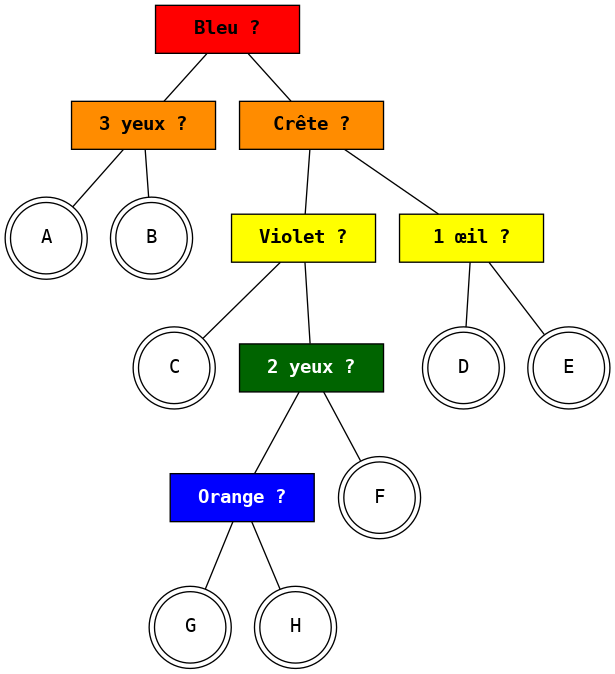 Bleu ?
3 yeux ?
Crête ?
A
B
Violet ?
1 œil ?
C
2 yeux ?
D
E
Orange ?
F
G
H